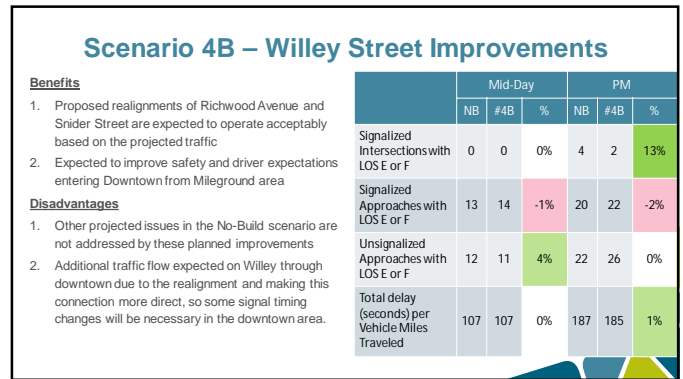 Scenario 4B – Willey Street Improvements
Benefits
1. Proposed realignments of Richwood Avenue and
Snider Street are expected to operate acceptably
based on the projected traffic
2. Expected to improve safety and driver expectations
entering Downtown from Mileground area
Disadvantages
1. Other projected issues in the No-Build scenario are
not addressed by these planned improvements
2. Additional traffic flow expected on Willey through
downtown due to the realignment and making this
connection more direct, so some signal timing
changes will be necessary in the downtown area.
Mid-Day PM
NB #4B % NB #4B %
Signalized
Intersections with
LOS E or F
0 0 0% 4 2 13%
Signalized
Approaches with
LOS E or F
13 14 -1% 20 22 -2%
Unsignalized
Approaches with
LOS E or F
12 11 4% 22 26 0%
Total delay
(seconds) per
Vehicle Miles
Traveled
107 107 0% 187 185 1%